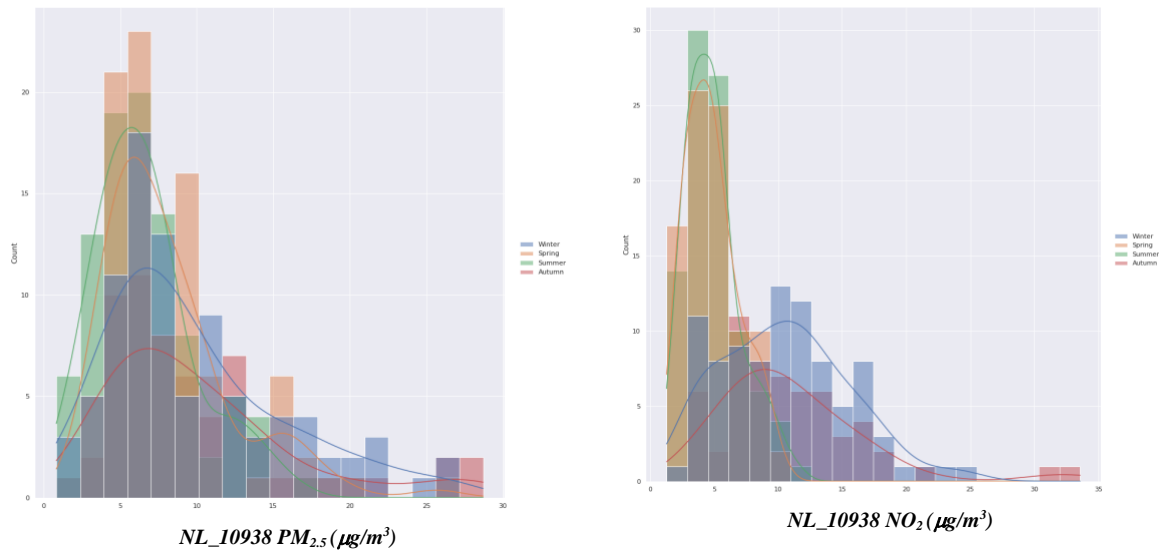 20
15
10
5
0
Count
0 5 10 15 20 25 30
Winter
Spring
Summer
Autumn
NL_10938 PM2.5 (μg/m³)
30
25
20
15
10
5
0
Count
0 5 10 15 20 25 30 35
Winter
Spring
Summer
Autumn
NL_10938 NO₂ (μg/m³)